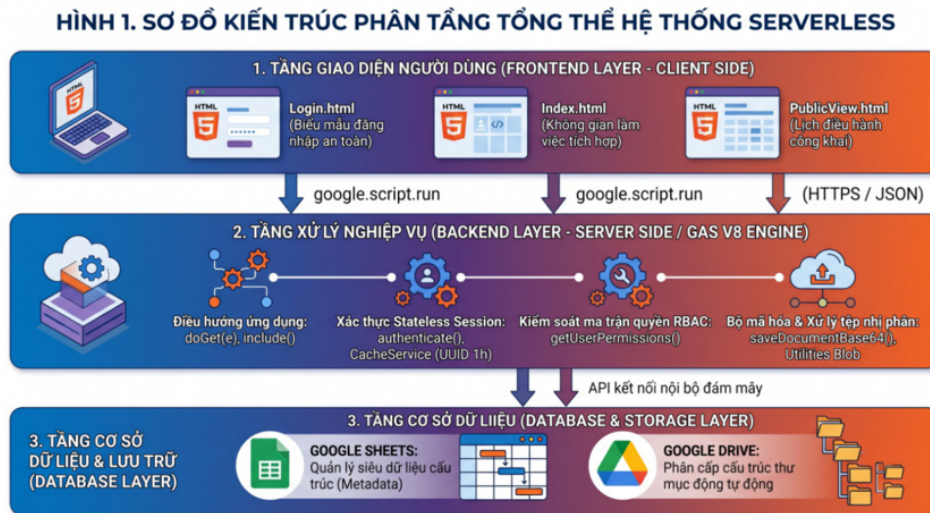 HÌNH 1. SƠ ĐỒ KIẾN TRÚC PHÂN TẦNG TỔNG THỂ HỆ THỐNG SERVERLESS
1. TẦNG GIAO DIỆN NGƯỜI DÙNG (FRONTEND LAYER - CLIENT SIDE)
HTML
5
HTML
5
Login.html
(Biểu mẫu đăng
nhập an toàn)
HTML
5
Index.html
(Không gian làm
việc tích hợp)
HTML
5
PublicView.html
(Lịch điều hành
công khai)
google.script.run
google.script.run
(HTTPS / JSON)
2. TẦNG XỬ LÝ NGHIỆP VỤ (BACKEND LAYER - SERVER SIDE / GAS V8 ENGINE)
Điều hướng ứng dụng:
doGet(e), include()
Xác thực Stateless Session:
authenticate(),
CacheService (UUID 1h)
Kiểm soát ma trận quyền RBAC:
getUserPermissions()
Bộ mã hóa & Xử lý tệp nhị phân:
saveDocumentBase64(),
Utilities Blob
API kết nối nội bộ đám mây
3. TẦNG CƠ SỞ DỮ LIIỆU (DATABASE & STORAGE LAYER)
3. TẦNG CƠ SỞ
DỮ LIỆU & LƯU TRỮ
(DATABASE LAYER)
GOOGLE SHEETS:
Quản lý siêu dữ liệu cấu
trúc (Metadata)
GOOGLE DRIVE:
Phân cấp cấu trúc thư
mục động tự động